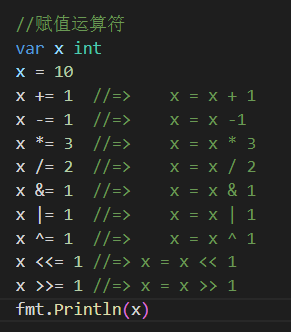 //赋值运算符
var x int
x = 10
x += 1  //=>    x = x + 1
x -= 1  //=>    x = x -1
x *= 3  //=>    x = x * 3
x /= 2  //=>    x = x / 2
x &= 1  //=>    x = x & 1
x |= 1  //=>    x = x | 1
x ^= 1  //=>    x = x ^ 1
x <<= 1 //=> x = x << 1
x >>= 1 //=> x = x >> 1
fmt.Println(x)